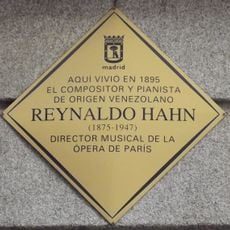 madrid
AQUÍ VIVIO EN 1895
EL COMPOSITOR Y PIANISTA
DE ORIGEN VENEZOLANO
REYNALDO HAHN
(1875-1947)
DIRECTOR MUSICAL DE LA
ÓPERA DE PARÍS